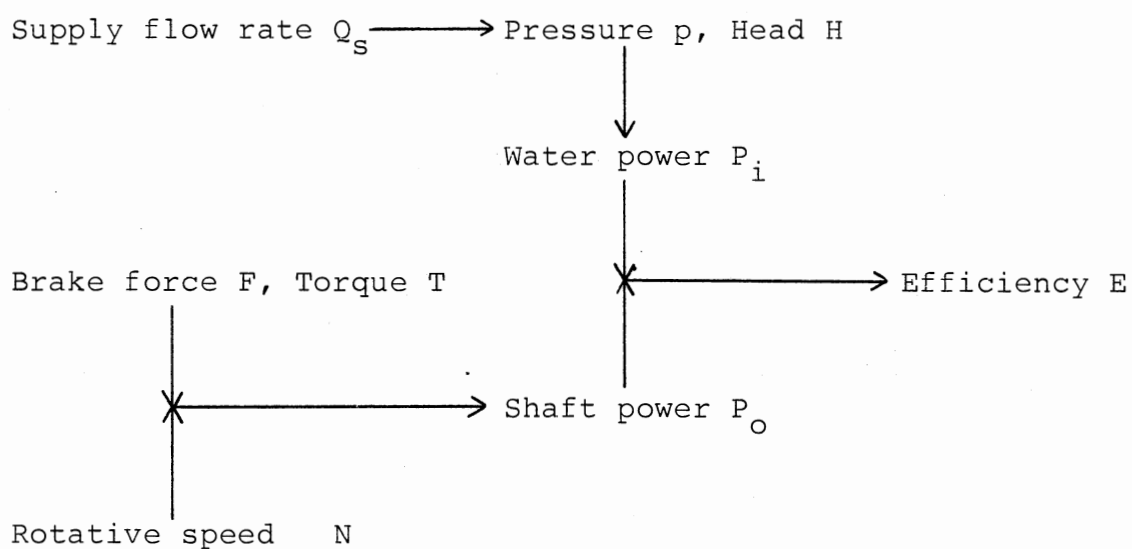 Supply flow rate Qs Pressure p, Head H
Water power Pi
Brake force F, Torque T Efficiency E
Shaft power Po
Rotative speed N